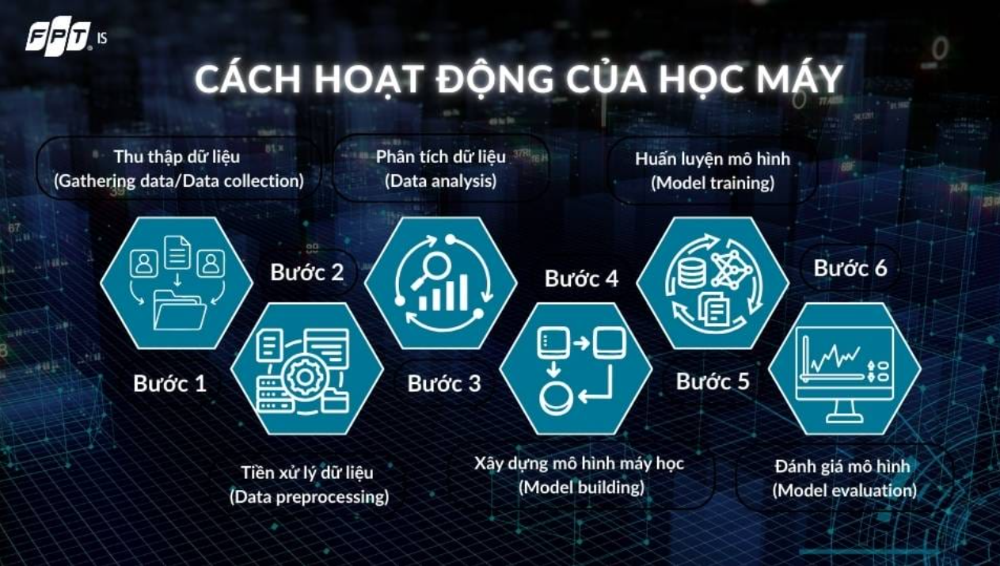 FPT IS
CÁCH HOẠT ĐỘNG CỦA HỌC MÁY
Thu thập dữ liệu
(Gathering data/Data collection)
Bước 1
Bước 2
Tiền xử lý dữ liệu
(Data preprocessing)
Phân tích dữ liệu
(Data analysis)
Bước 3
Bước 4
Xây dựng mô hình máy học
(Model building)
Huấn luyện mô hình
(Model training)
Bước 5
Bước 6
Đánh giá mô hình
(Model evaluation)